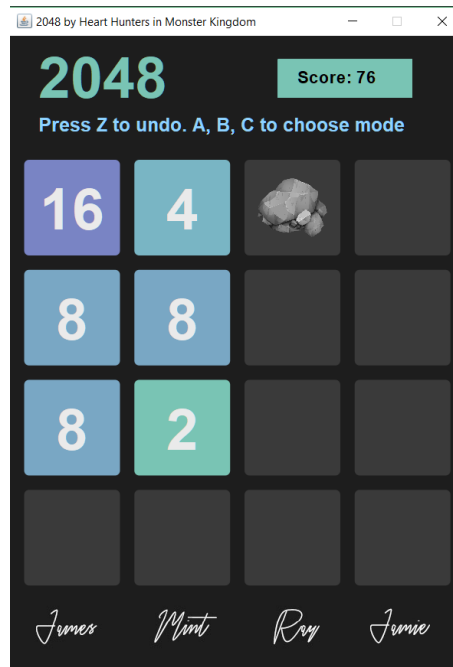 2048 by Heart Hunters in Monster Kingdom
2048
Score: 76
Press Z to undo. A, B, C to choose mode
16 4
8 8
8 2
James Mint Ray Jamie